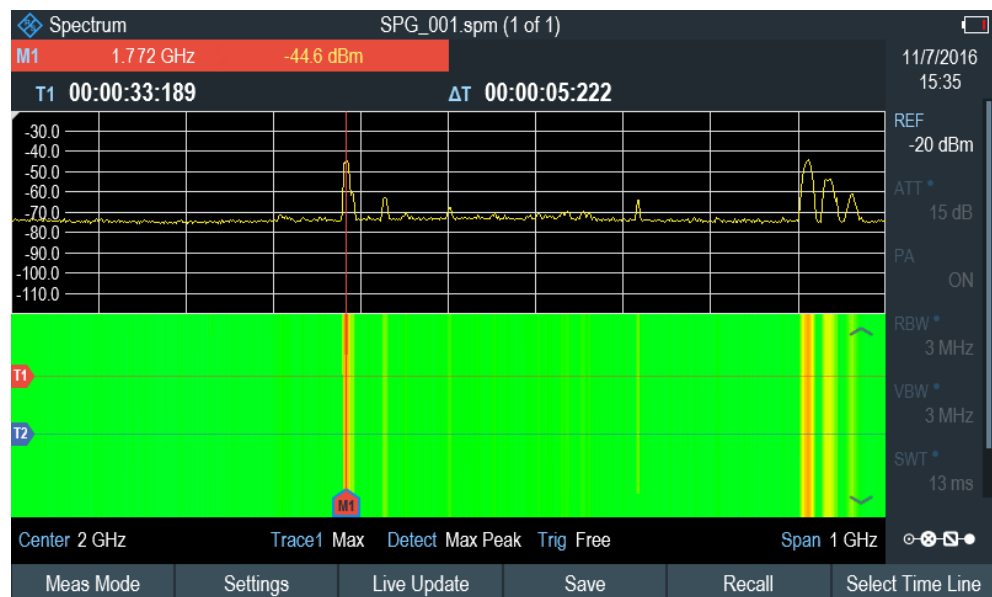 Spectrum SPG_001.spm (1 of 1)
M1 1.772 GHz -44.6 dBm
11/7/2016
15:35
T1 00:00:33:189 ΔT 00:00:05:222
REF
-20 dBm
ATT
15 dB
PA
ON
RBW
3 MHz
VBW
3 MHz
SWT
13 ms
-30.0
-40.0
-50.0
-60.0
-70.0
-80.0
-90.0
-100.0
-110.0
T1
T2
M1
Center 2 GHz Trace1 Max Detect Max Peak Trig Free Span 1 GHz
Meas Mode Settings Live Update Save Recall Select Time Line